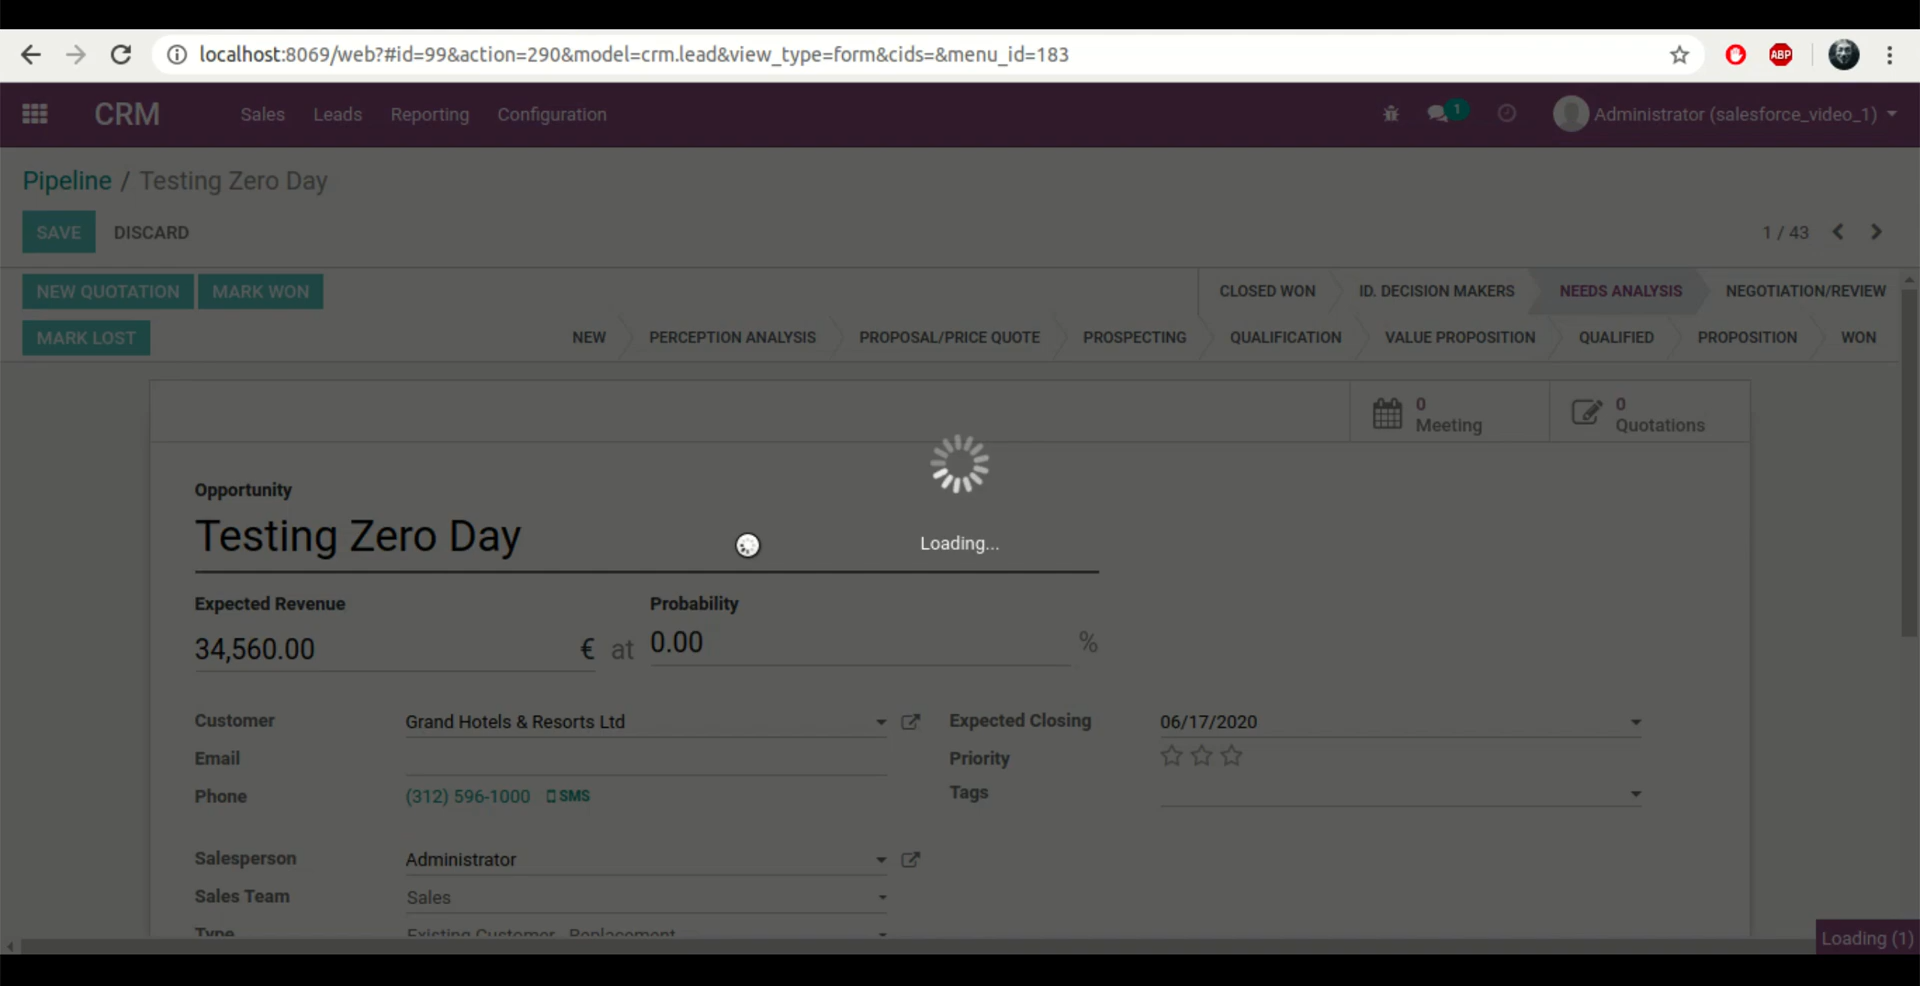 localhost:8069/web?#id=99&action=290&model=crm.lead&view_type=form&cids=&menu_id=183
ABP
CRM Sales Leads Reporting Configuration 1 Administrator (salesforce_video_1)
Pipeline / Testing Zero Day
SAVE DISCARD 1 / 43
NEW QUOTATION MARK WON CLOSED WON ID. DECISION MAKERS NEEDS ANALYSIS NEGOTIATION/REVIEW
MARK LOST NEW PERCEPTION ANALYSIS PROPOSAL/PRICE QUOTE PROSPECTING QUALIFICATION VALUE PROPOSITION QUALIFIED PROPOSITION WON
0 Meeting
0 Quotations
Opportunity
Testing Zero Day
Loading...
Expected Revenue Probability
34,560.00 € at 0.00 %
Customer Grand Hotels & Resorts Ltd Expected Closing 06/17/2020
Email Priority
Phone (312) 596-1000 SMS Tags
Salesperson Administrator
Sales Team Sales
Type Existing Customer - Replacement
Loading (1)